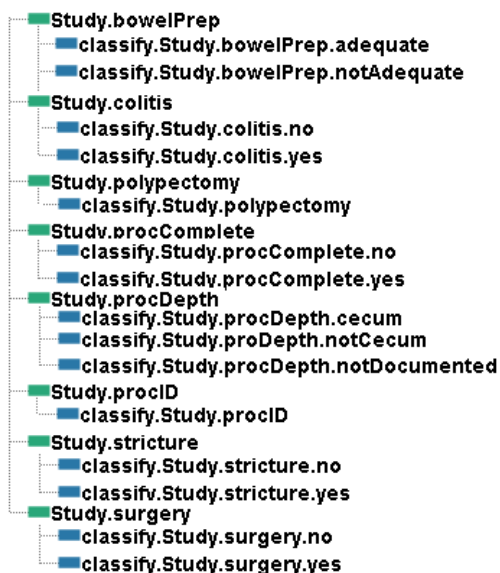 Study.bowelPrep
classify.Study.bowelPrep.adequate
classify.Study.bowelPrep.notAdequate
Study.colitis
classify.Study.colitis.no
classify.Study.colitis.yes
Study.polypectomy
classify.Study.polypectomy
Study.procComplete
classify.Study.procComplete.no
classify.Study.procComplete.yes
Study.procDepth
classify.Study.procDepth.cecum
classify.Study.proDepth.notCecum
classify.Study.procDepth.notDocumented
Study.procID
classify.Study.procID
Study.stricture
classify.Study.stricture.no
classify.Study.stricture.yes
Study.surgery
classify.Study.surgery.no
classify.Study.surgery.yes